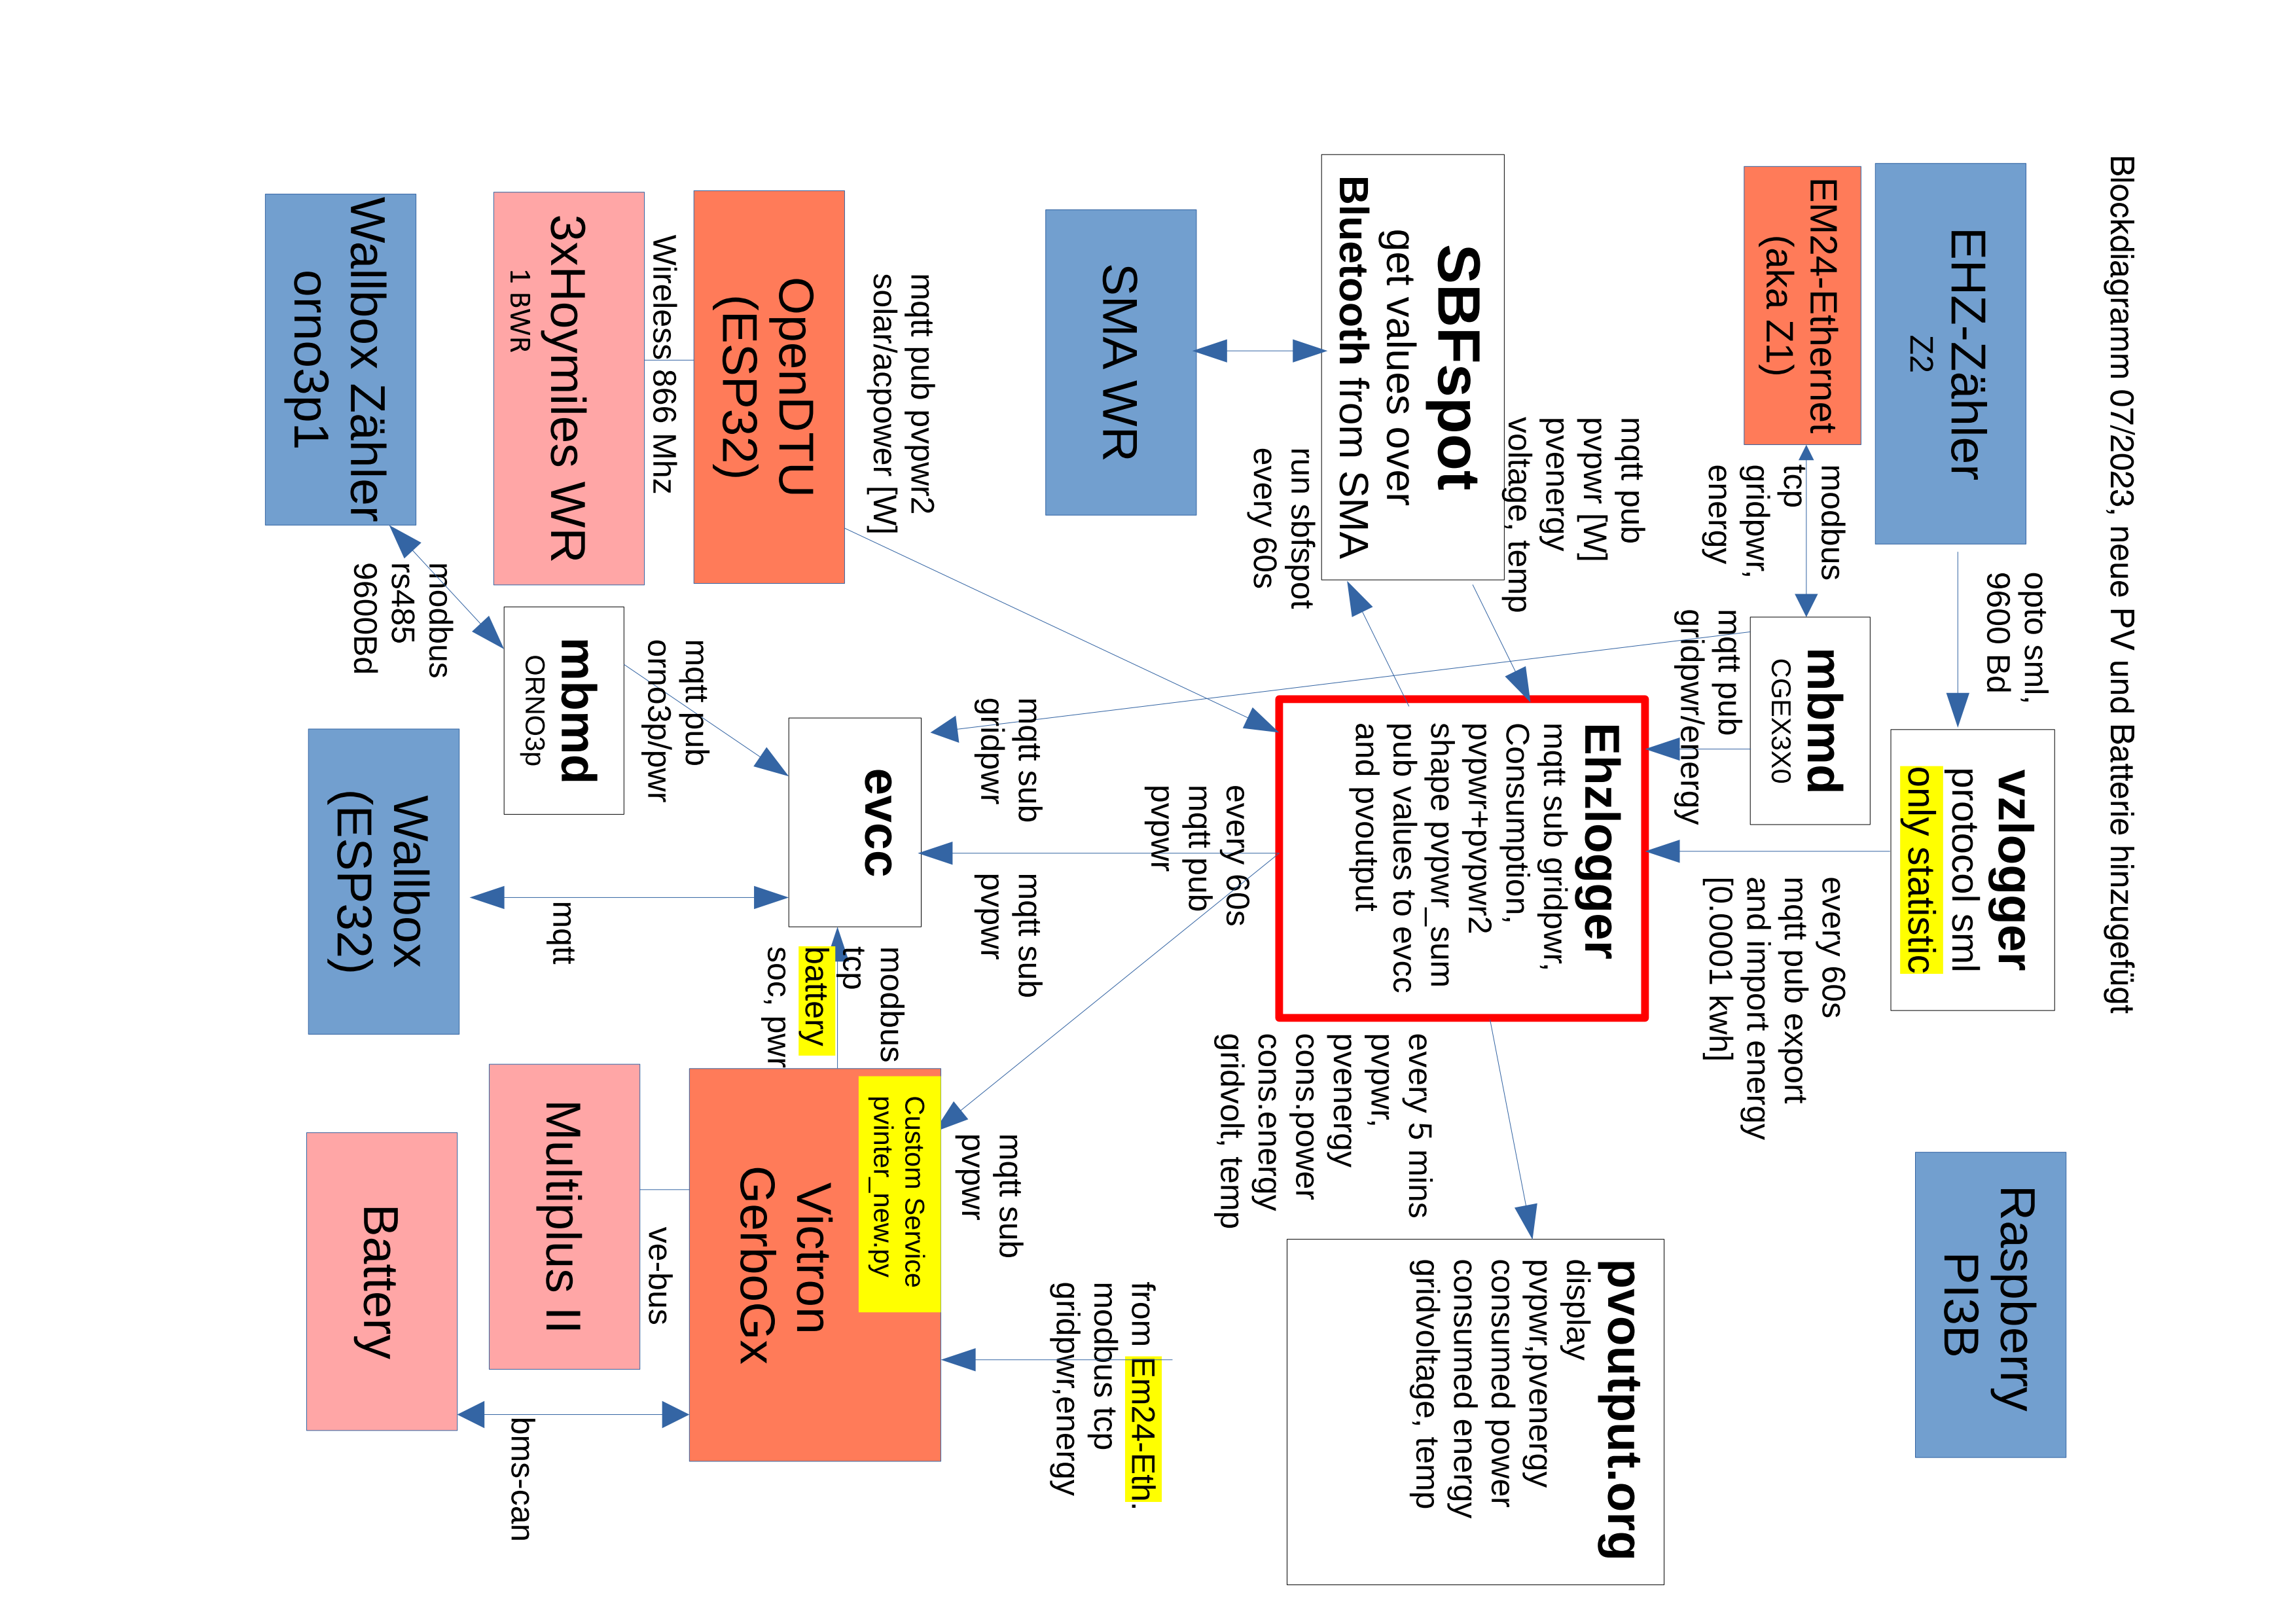 Blockdiagramm 07/2023, neue PV und Batterie hinzugefügt
EHZ-Zähler
Z2
opto sml,
9600 Bd
vzlogger
protocol sml
only statistic
Raspberry
PI3B
EM24-Ethernet
(aka Z1)
modbus
tcp
gridpwr,
energy
mbmd
CGEX3X0
mqtt pub
gridpwr/energy
every 60s
mqtt pub export
and import energy
[0.0001 kwh]
SBFspot
get values over
Bluetooth from SMA
mqtt pub
pvpwr [W]
pvenergy
voltage, temp
run sbfspot
every 60s
Ehzlogger
mqtt sub gridpwr,
Consumption,
pvpwr+pvpwr2
shape pvpwr_sum
pub values to evcc
and pvoutput
every 5 mins
pvpwr,
pvenergy
cons.power
cons.energy
gridvolt, temp
pvoutput.org
display
pvpwr,pvenergy
consumed power
consumed energy
gridvoltage, temp
SMA WR
every 60s
mqtt pub
pvpwr
from Em24-Eth.
modbus tcp
gridpwr,energy
mqtt sub
gridpwr
mqtt sub
pvpwr
mqtt sub
pvpwr
mqtt pub pvpwr2
solar/acpower [W]
OpenDTU
(ESP32)
evcc
modbus
tcp
battery
soc, pwr
Custom Service
pvinter_new.py
Victron
GerboGx
Wireless 866 Mhz
mqtt pub
orno3p/pwr
ve-bus
3xHoymiles WR
1 BWR
mbmd
ORNO3p
mqtt
Multiplus II
bms-can
modbus
rs485
9600Bd
Wallbox Zähler
orno3p1
Wallbox
(ESP32)
Battery